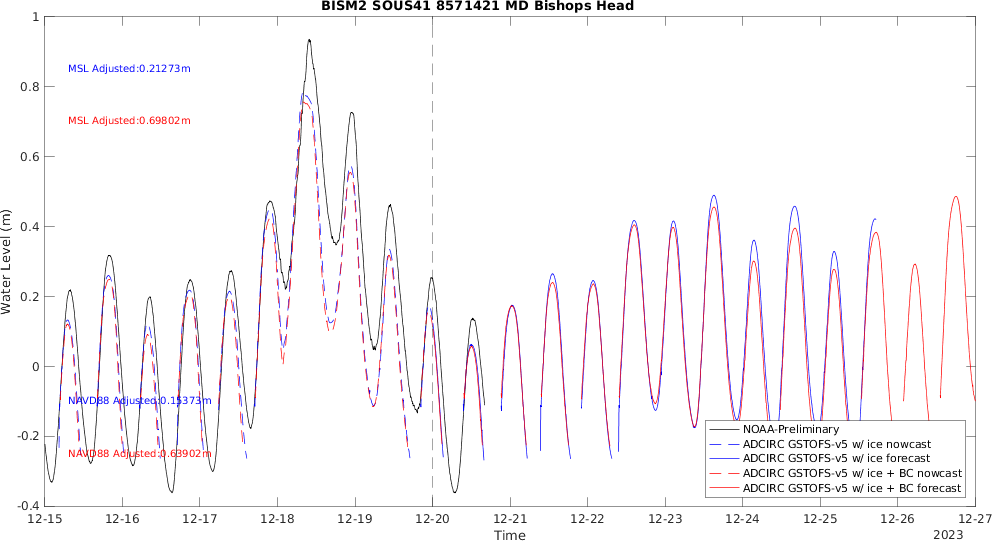 BISM2 SOUS41 8571421 MD Bishops Head
MSL Adjusted:0.21273m
MSL Adjusted:0.69802m
NAVD88 Adjusted:0.15373m
NAVD88 Adjusted:0.63902m
Water Level (m)
1
0.8
0.6
0.4
0.2
0
-0.2
-0.4
NOAA-Preliminary
ADCIRC GSTOFS-v5 w/ ice nowcast
ADCIRC GSTOFS-v5 w/ ice forecast
ADCIRC GSTOFS-v5 w/ ice + BC nowcast
ADCIRC GSTOFS-v5 w/ ice + BC forecast
12-15 12-16 12-17 12-18 12-19 12-20 12-21 12-22 12-23 12-24 12-25 12-26 12-27
Time
2023